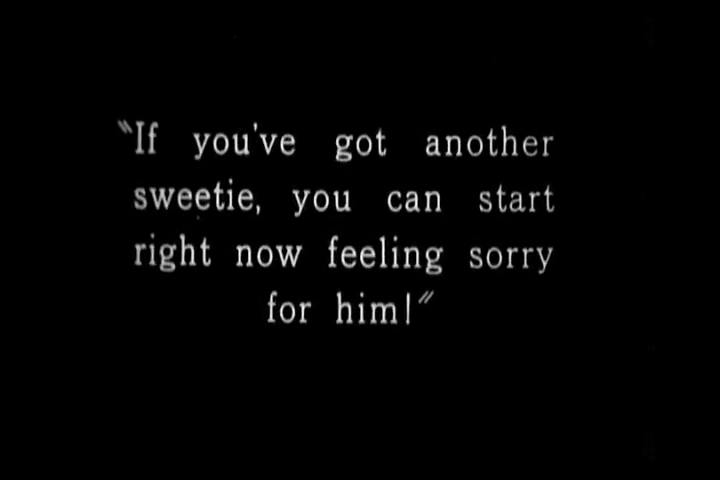 "If you've got another
sweetie, you can start
right now feeling sorry
for him!"